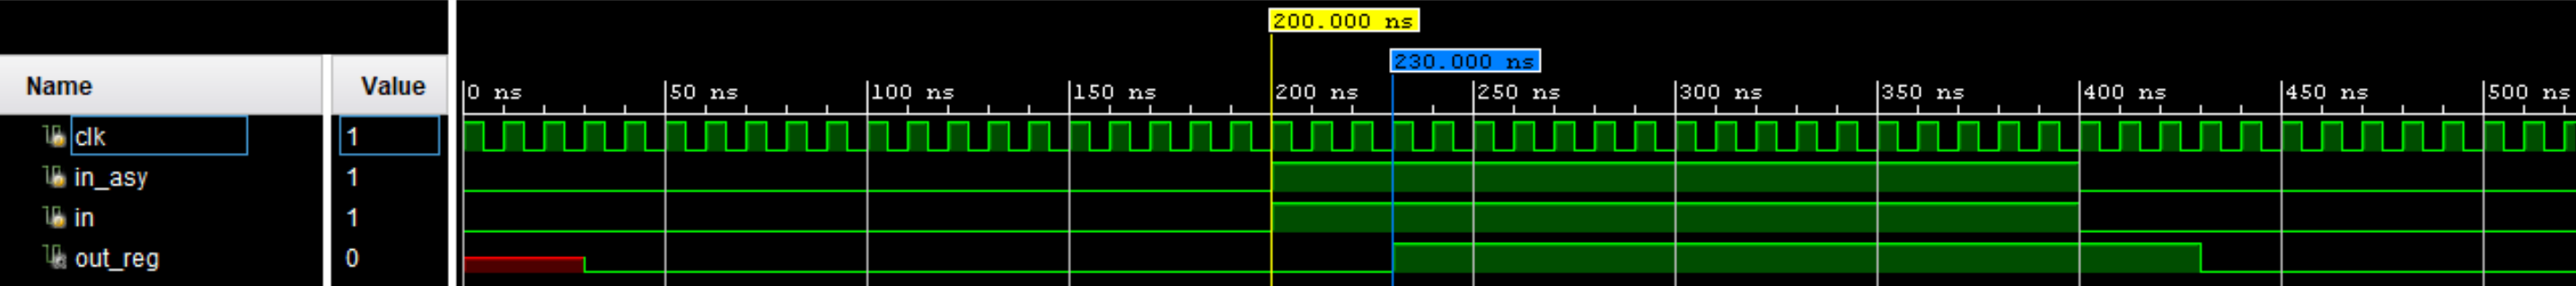 200.000 ns
230.000 ns
Name Value
0 ns 50 ns 100 ns 150 ns 200 ns 250 ns 300 ns 350 ns 400 ns 450 ns 500 ns
clk 1
in_asy 1
in 1
out_reg 0